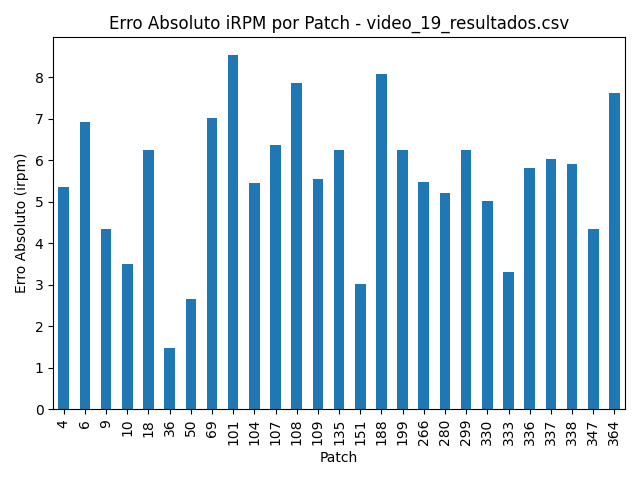 Erro Absoluto iRPM por Patch - video_19_resultados.csv
Erro Absoluto (irpm)
8
7
6
5
4
3
2
1
0
4 6 9 10 18 36 50 69 101 104 107 108 109 135 151 188 199 266 280 299 330 333 336 337 338 347 364
Patch